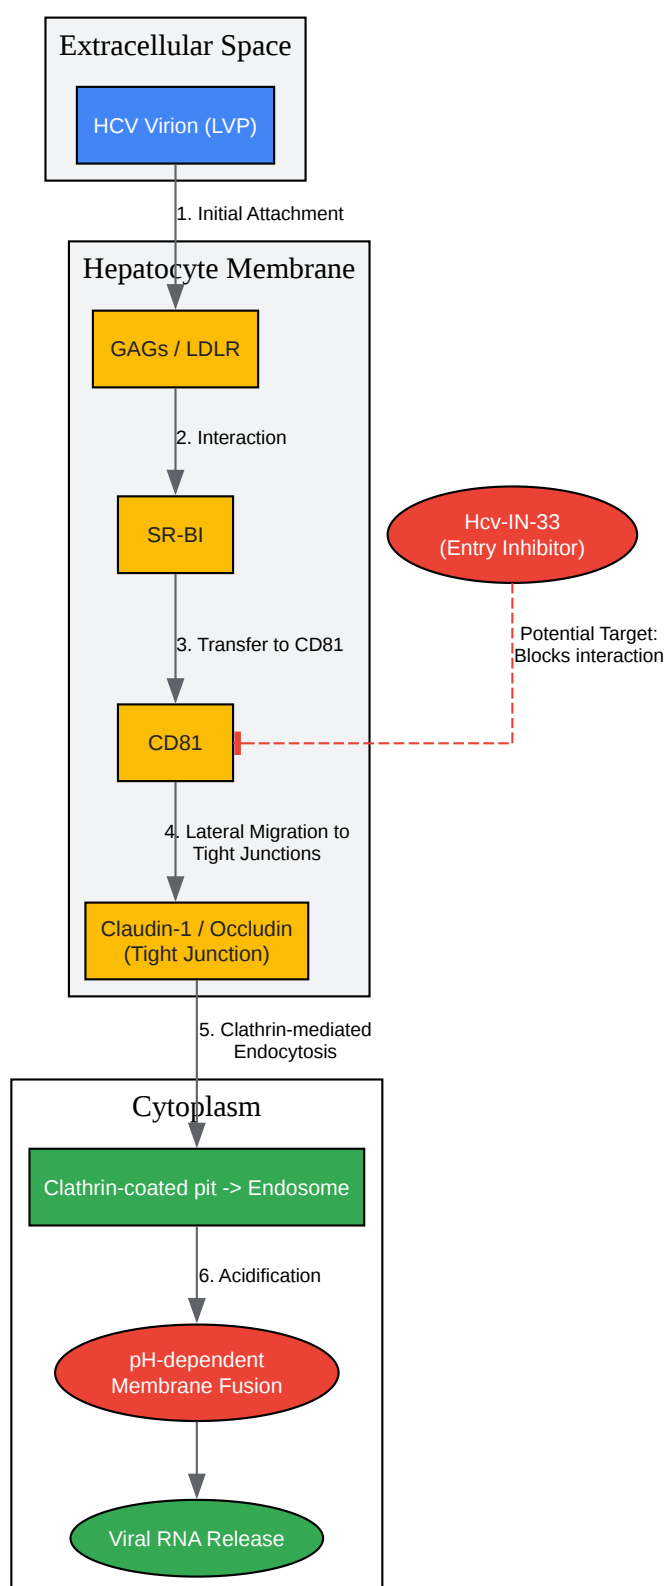 Extracellular Space
HCV Virion (LVP)
1. Initial Attachment
Hepatocyte Membrane
GAGs / LDLR
2. Interaction
SR-BI
Hcv-IN-33
(Entry Inhibitor)
3. Transfer to CD81
Potential Target:
Blocks interaction
CD81
4. Lateral Migration to
Tight Junctions
Claudin-1 / Occludin
(Tight Junction)
5. Clathrin-mediated
Endocytosis
Cytoplasm
Clathrin-coated pit -> Endosome
6. Acidification
pH-dependent
Membrane Fusion
Viral RNA Release